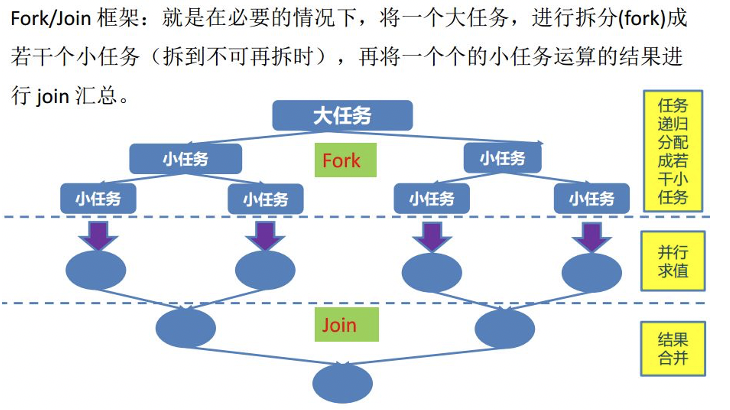 Fork/Join 框架：就是在必要的情况下，将一个大任务，进行拆分(fork)成
若干个小任务（拆到不可再拆时），再将一个个的小任务运算的结果进
行 join 汇总。
大任务
小任务
Fork
小任务
小任务
小任务
小任务
小任务
任务
递归
分配
成若
干小
任务
并行
求值
Join
结果
合并